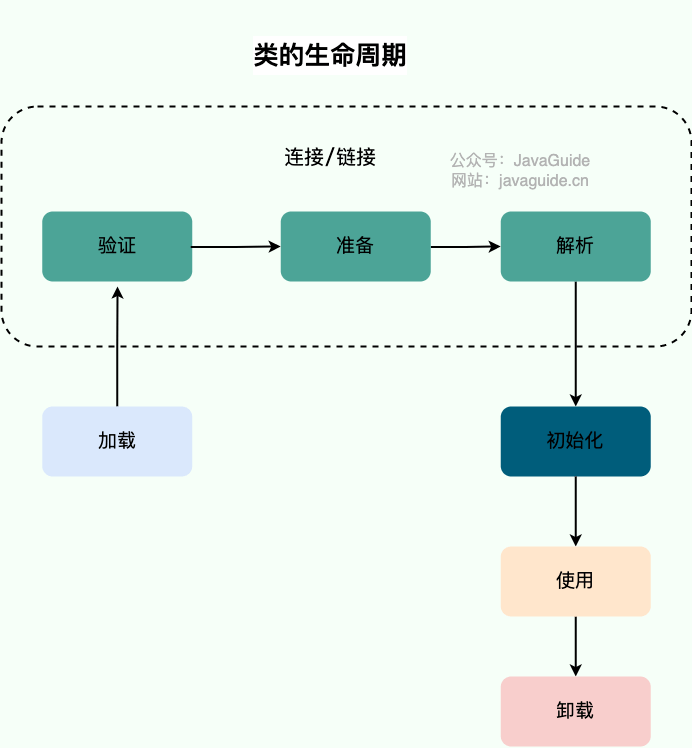 类的生命周期
连接/链接
公众号：JavaGuide
网站：javaguide.cn
验证
准备
解析
加载
初始化
使用
卸载